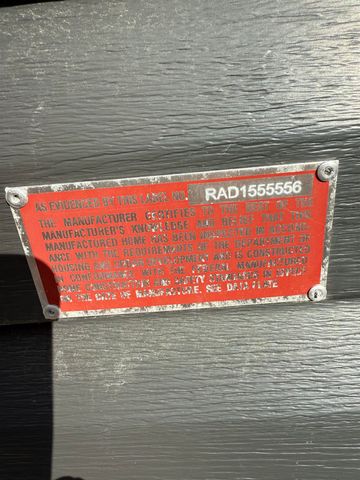 AS EVIDENCED BY THIS LABEL NO. RAD1555556
THE MANUFACTURER CERTIFIES TO THE BEST OF THE
MANUFACTURER'S KNOWLEDGE AND BELIEF THAT THIS
MANUFACTURED HOME HAS BEEN INSPECTED IN ACCORD-
ANCE WITH THE REQUIREMENTS OF THE DEPARTMENT OF
HOUSING AND URBAN DEVELOPMENT AND IS CONSTRUCTED
IN CONFORMANCE WITH THE FEDERAL MANUFACTURED
HOME CONSTRUCTION AND SAFETY STANDARDS IN EFFECT
ON THE DATE OF MANUFACTURE. SEE DATA PLATE